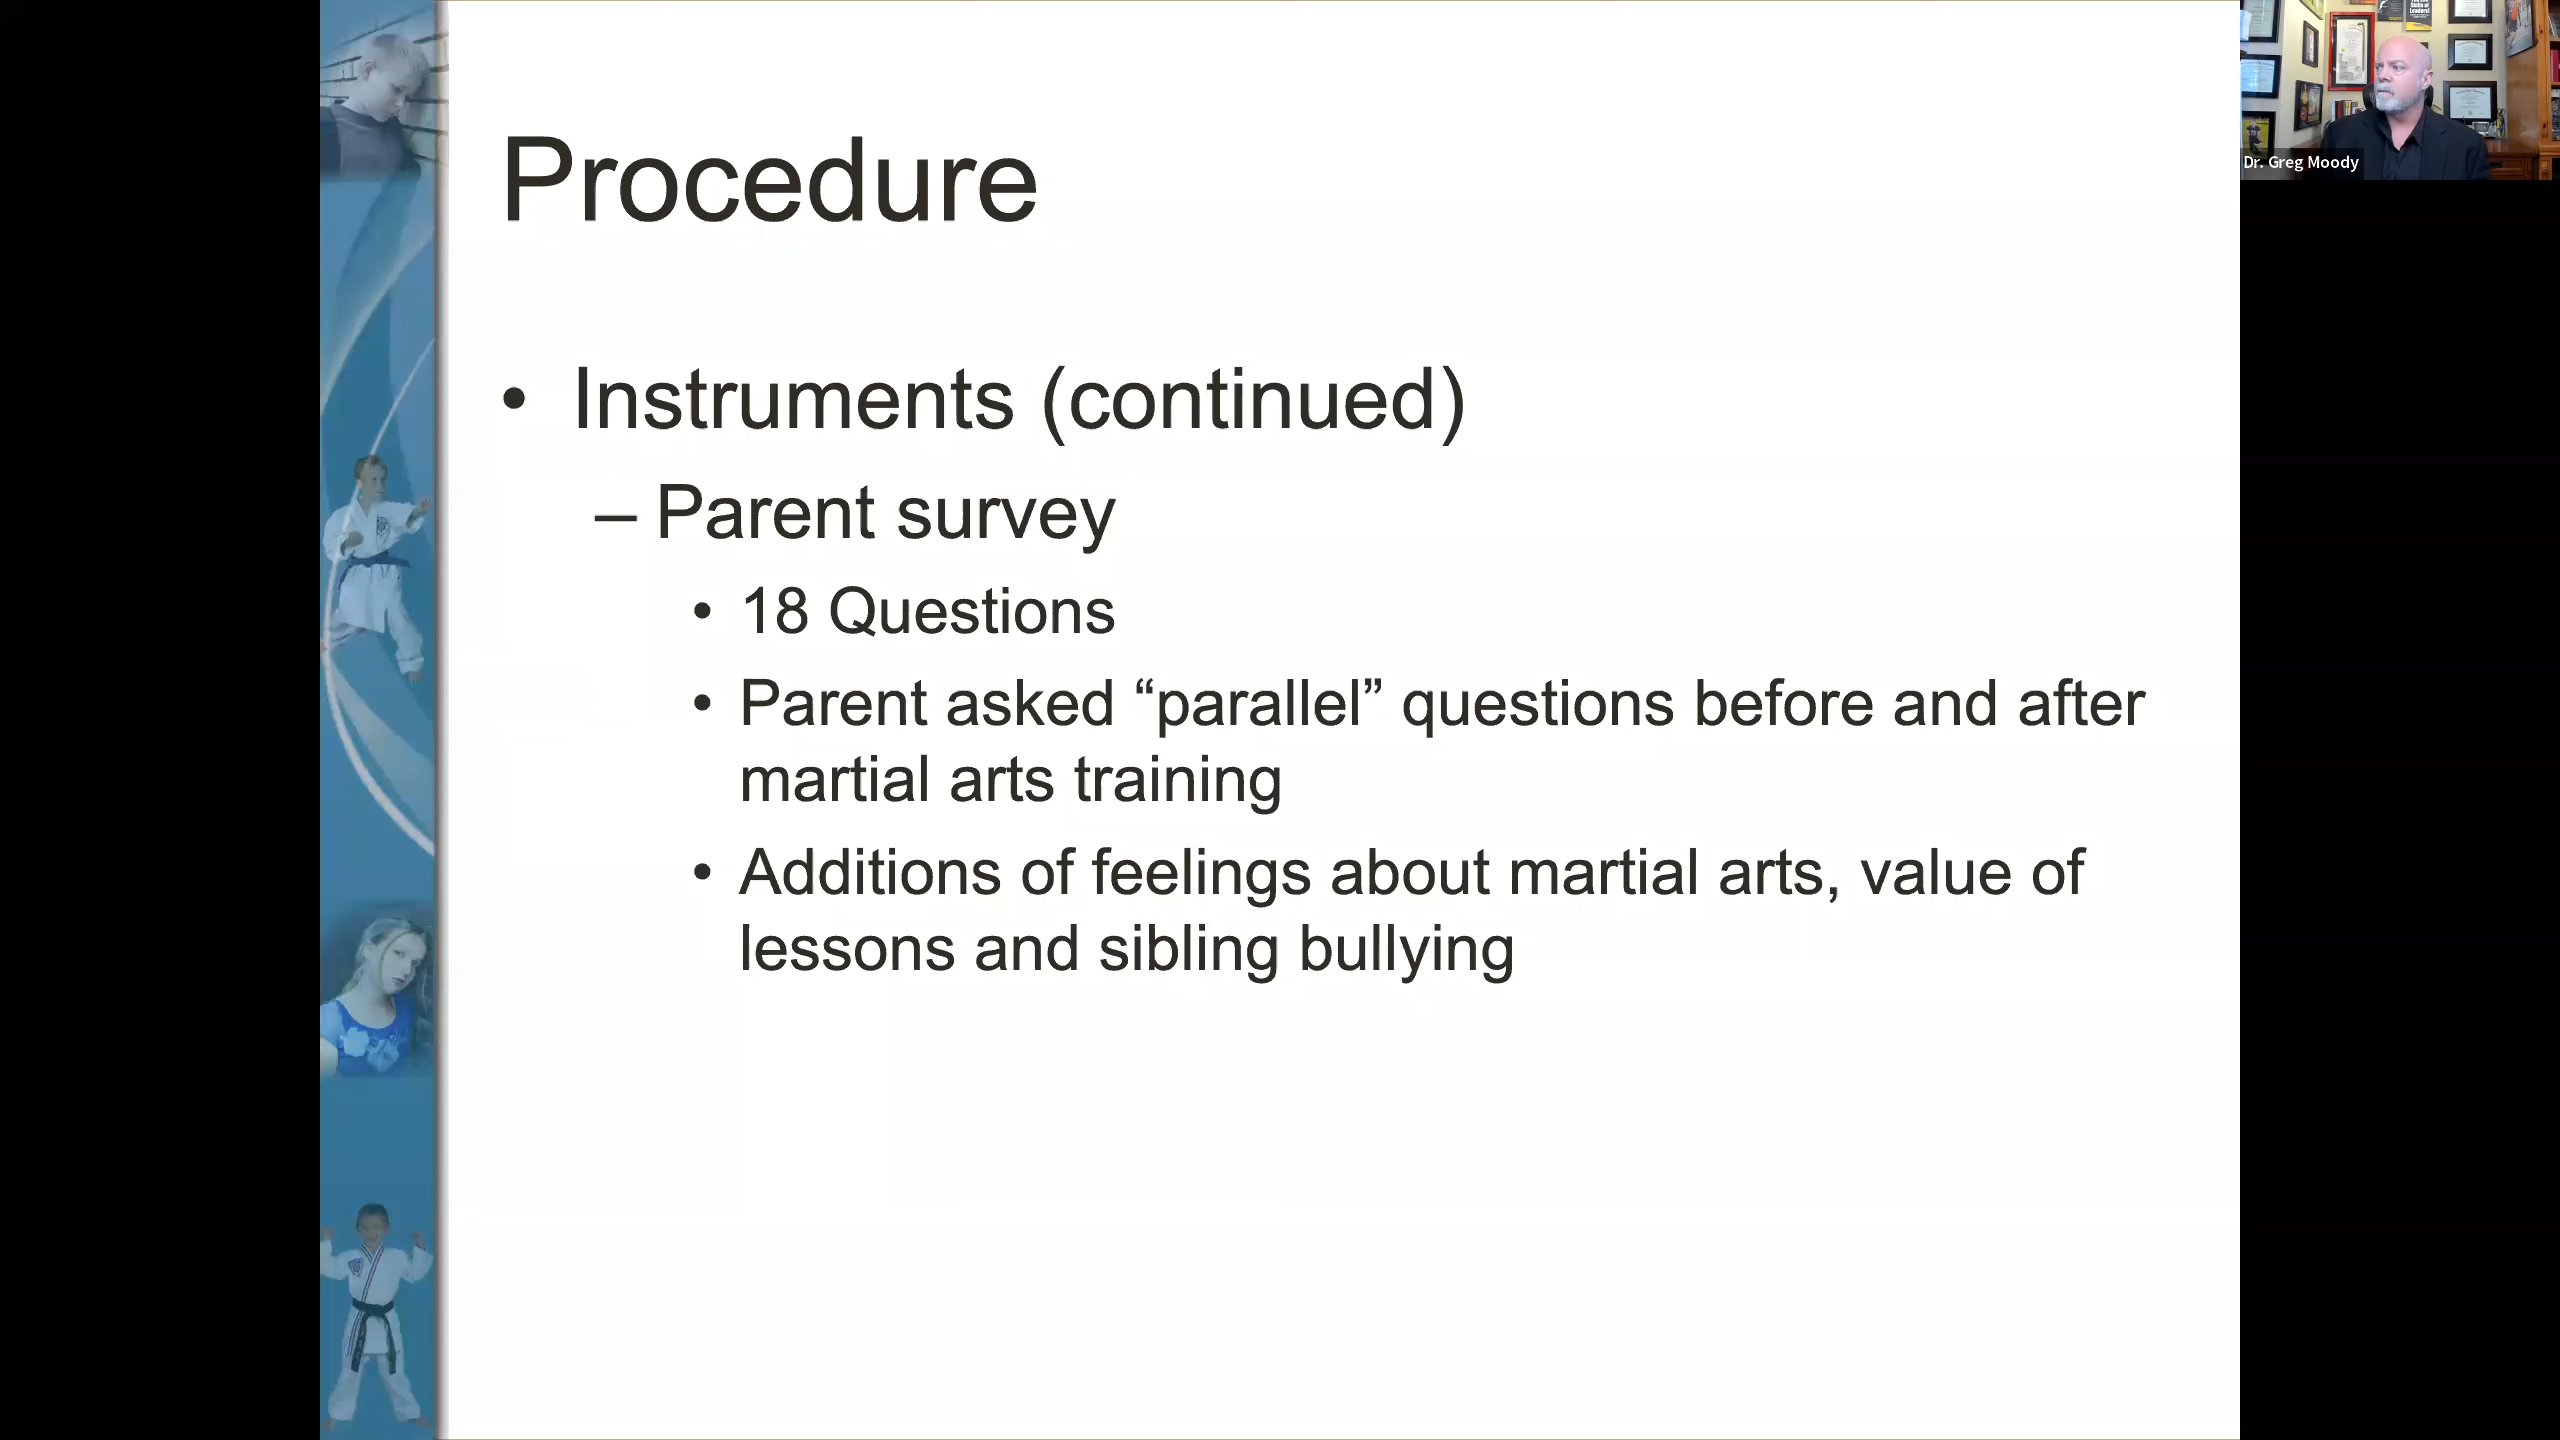 Procedure
• Instruments (continued)
– Parent survey
• 18 Questions
• Parent asked “parallel” questions before and after
martial arts training
• Additions of feelings about martial arts, value of
lessons and sibling bullying
Dr. Greg Moody